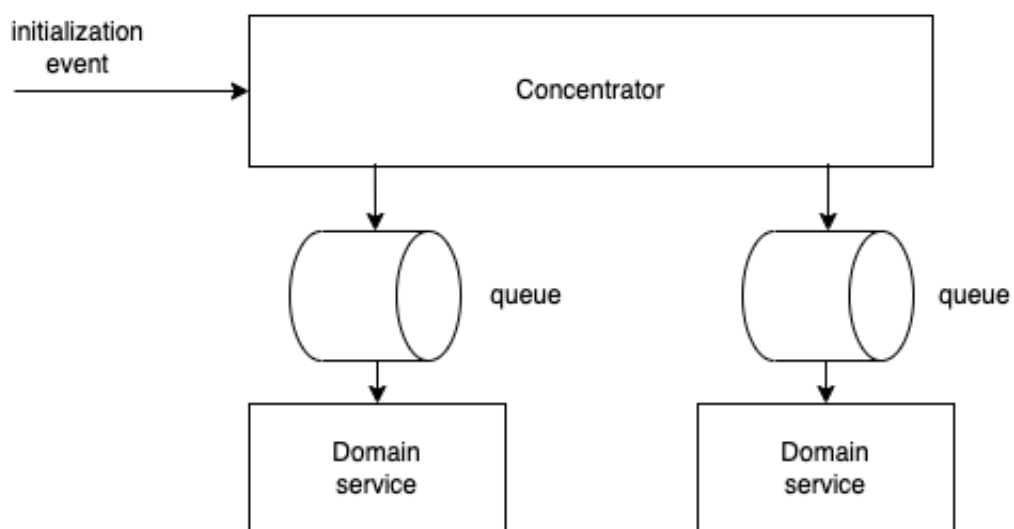 initialization
event
Concentrator
queue
queue
Domain
service
Domain
service